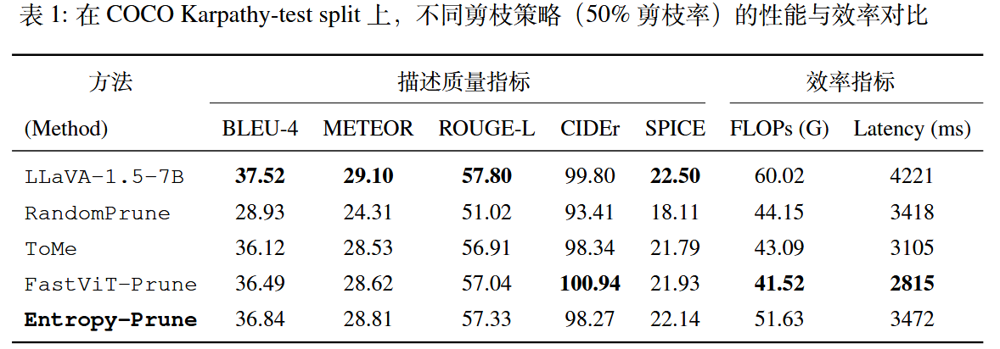 表 1: 在 COCO Karpathy-test split 上，不同剪枝策略（50% 剪枝率）的性能与效率对比
方法 描述质量指标 效率指标
(Method) BLEU-4 METEOR ROUGE-L CIDEr SPICE FLOPs (G) Latency (ms)
LLaVA-1.5-7B 37.52 29.10 57.80 99.80 22.50 60.02 4221
RandomPrune 28.93 24.31 51.02 93.41 18.11 44.15 3418
ToMe 36.12 28.53 56.91 98.34 21.79 43.09 3105
FastViT-Prune 36.49 28.62 57.04 100.94 21.93 41.52 2815
Entropy-Prune 36.84 28.81 57.33 98.27 22.14 51.63 3472